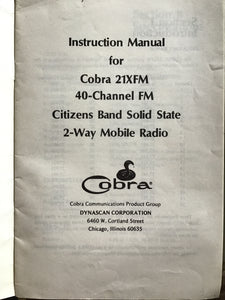 Instruction Manual
for
Cobra 21XFM
40-Channel FM
Citizens Band Solid State
2-Way Mobile Radio
Cobra
Cobra Communications Product Group
DYNASCAN CORPORATION
6460 W. Cortland Street
Chicago, Illinois 60635